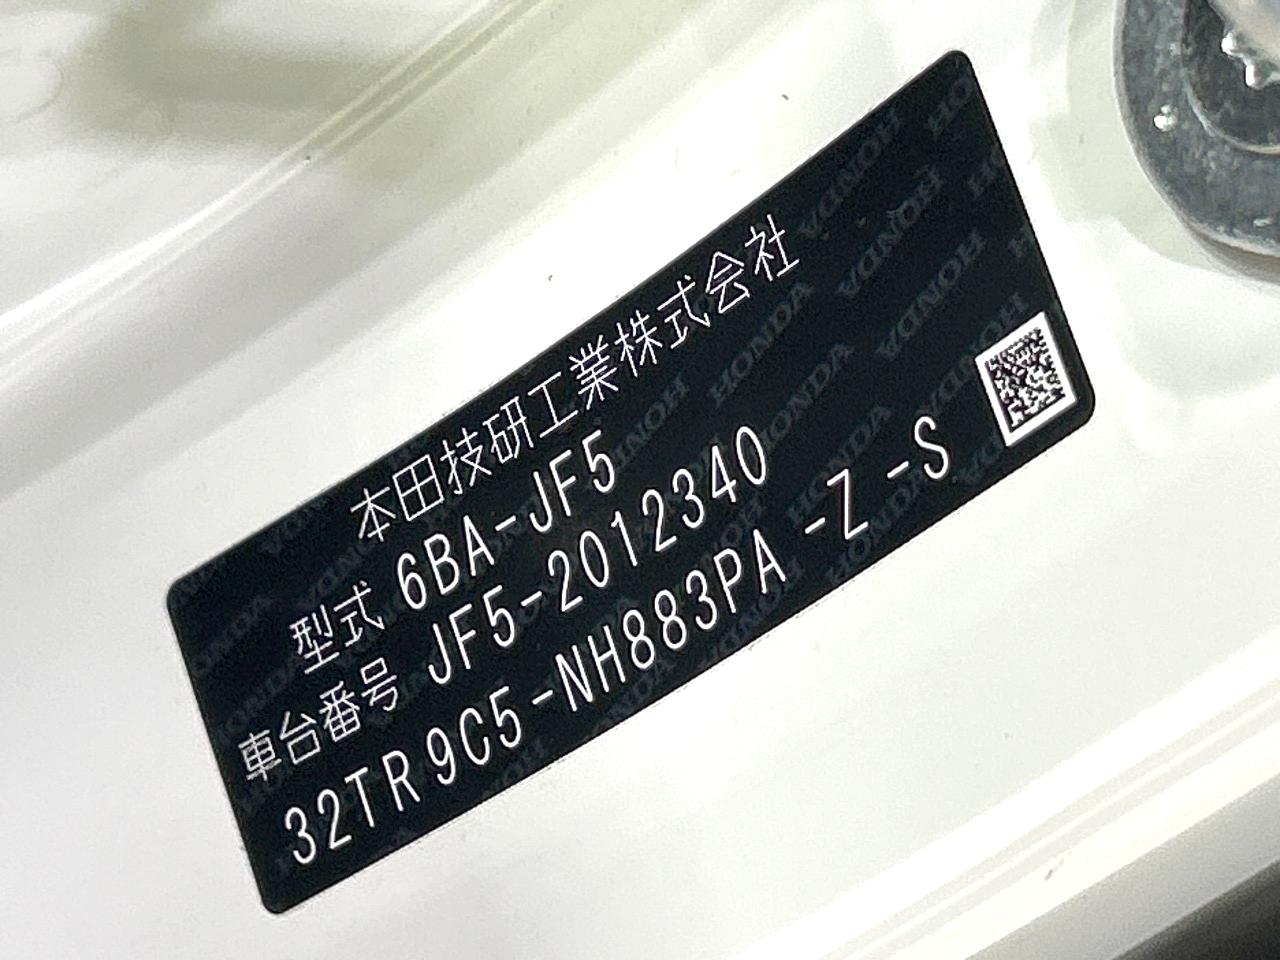 本田技研工業株式会社
型式 6BA-JF5
車台番号 JF5-2012340
32TR9C5-NH883PA-Z-S